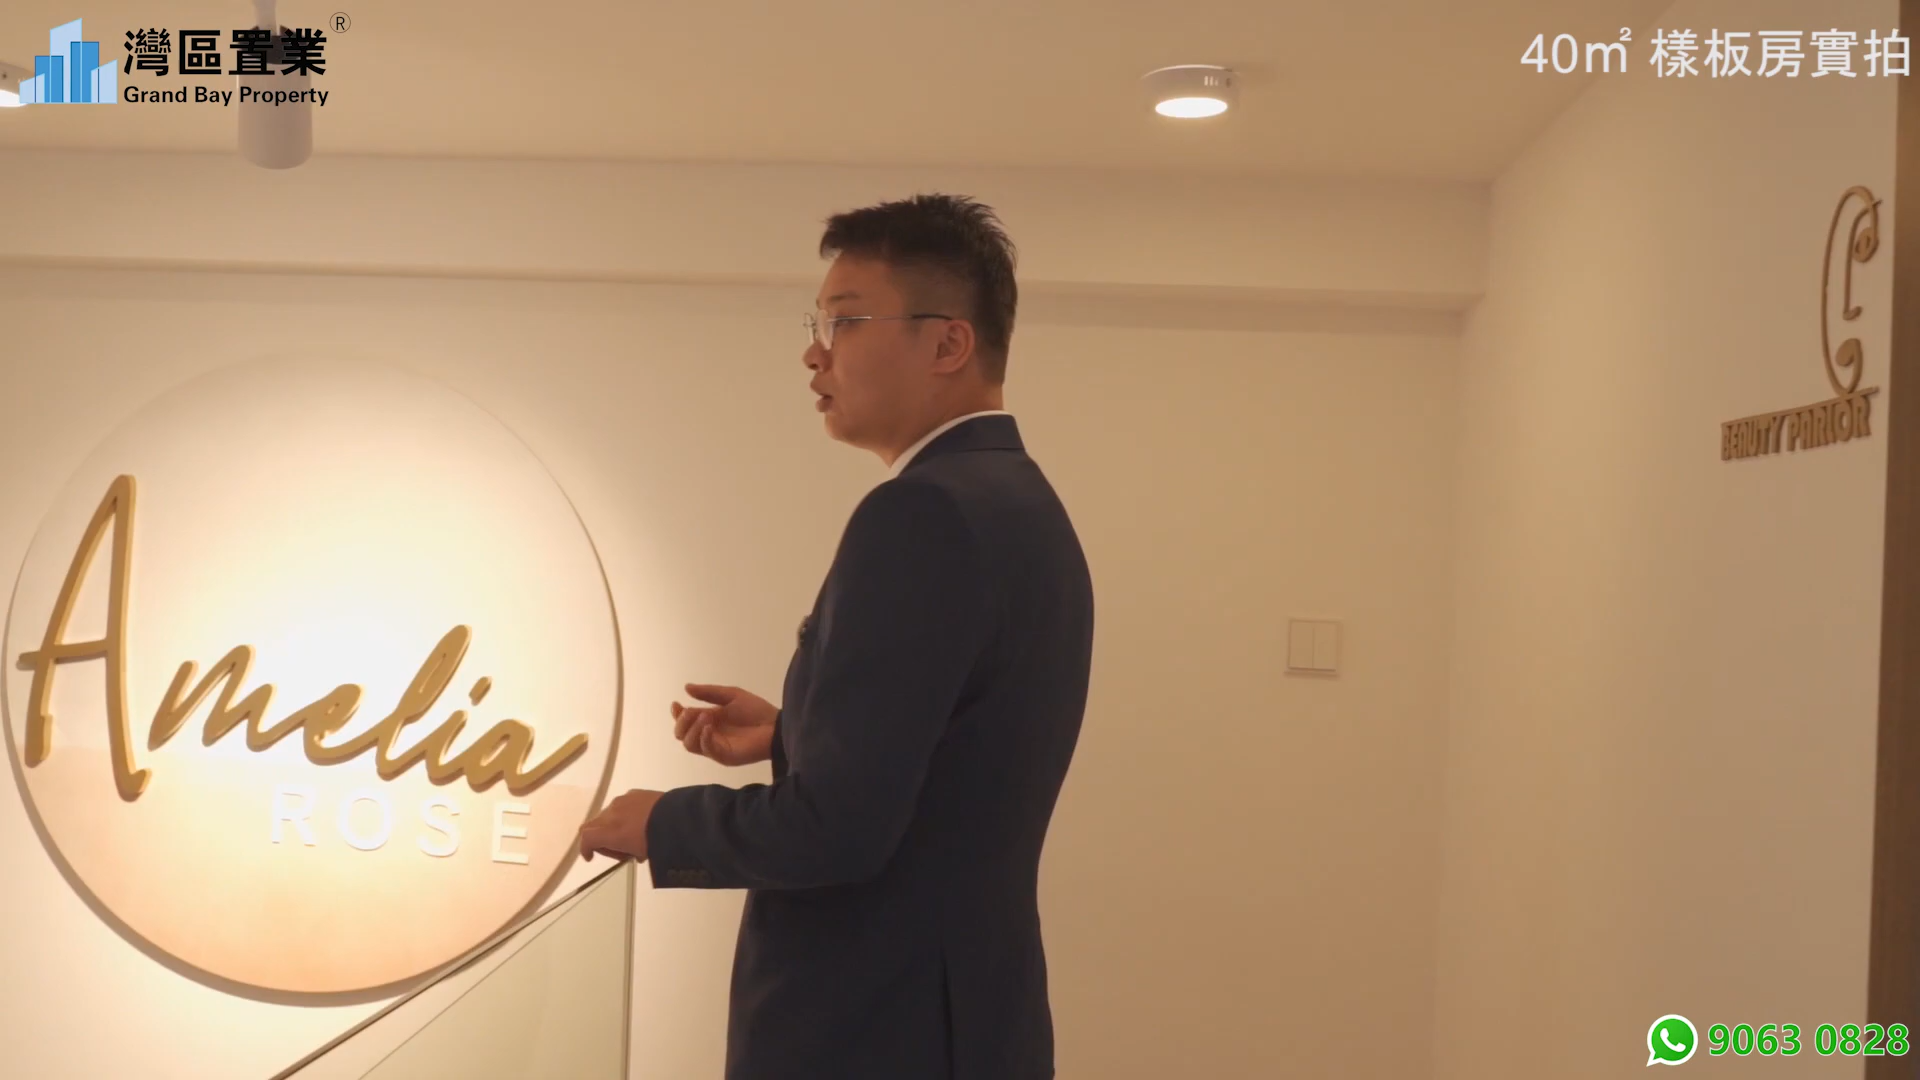 灣區置業®
Grand Bay Property
40㎡ 樣板房實拍
BEAUTY PARLOR
Amelia
ROSE
9063 0828